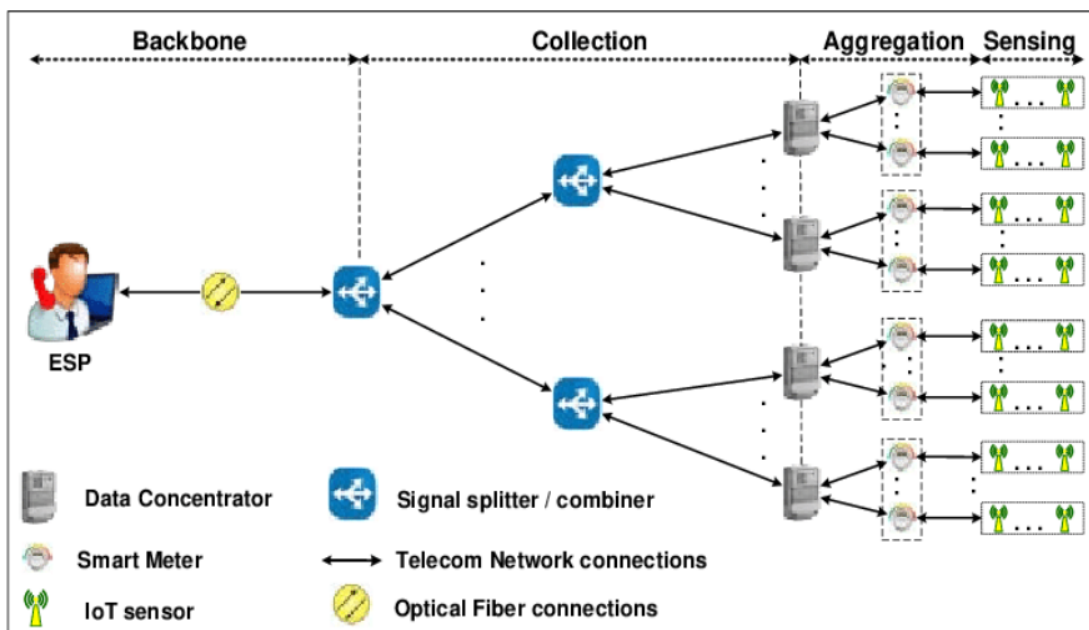 Backbone
Collection
Aggregation
Sensing
ESP
Data Concentrator
Signal splitter / combiner
Smart Meter
Telecom Network connections
IoT sensor
Optical Fiber connections